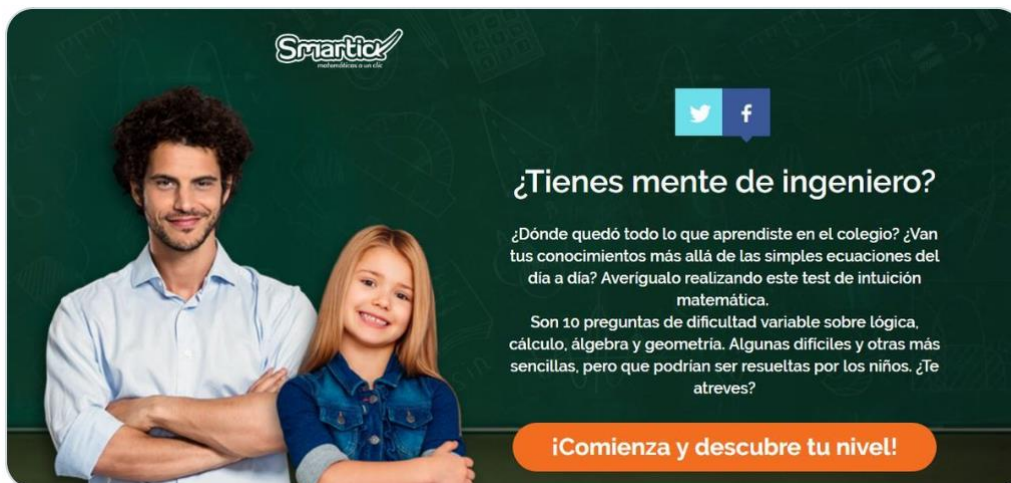 Smartick
matemáticas a un clic
¿Tienes mente de ingeniero?
¿Dónde quedó todo lo que aprendiste en el colegio? ¿Van
tus conocimientos más allá de las simples ecuaciones del
día a día? Averígualo realizando este test de intuición
matemática.
Son 10 preguntas de dificultad variable sobre lógica,
cálculo, álgebra y geometría. Algunas difíciles y otras más
sencillas, pero que podrían ser resueltas por los niños. ¿Te
atreves?
¡Comienza y descubre tu nivel!